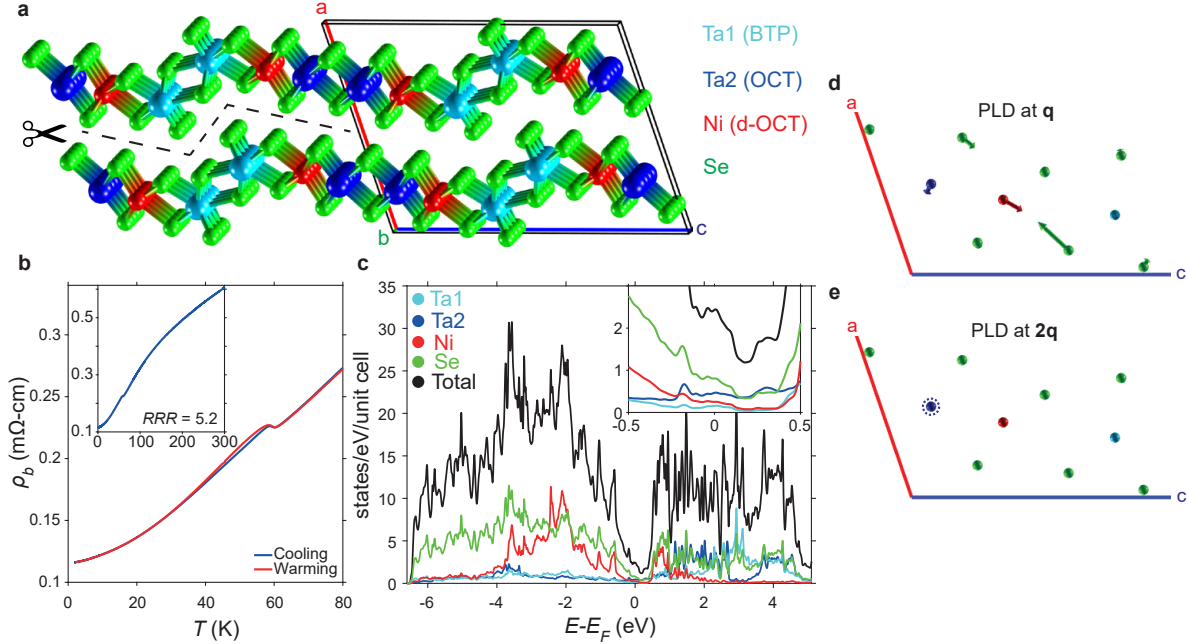 a
a
b
c
Ta1 (BTP)
Ta2 (OCT)
Ni (d-OCT)
Se
b
0.3
0.25
0.2
0.15
0.1
ρb (mΩ-cm)
0.5
0.3
0.1
0 100 200 300
RRR = 5.2
Cooling
Warming
0 20 40 60 80
T (K)
c
35
30
25
20
15
10
5
0
states/eV/unit cell
Ta1
Ta2
Ni
Se
Total
2
1
0
-0.5 0 0.5
-6 -4 -2 0 2 4
E-EF (eV)
d
a
PLD at q
c
e
a
PLD at 2q
c